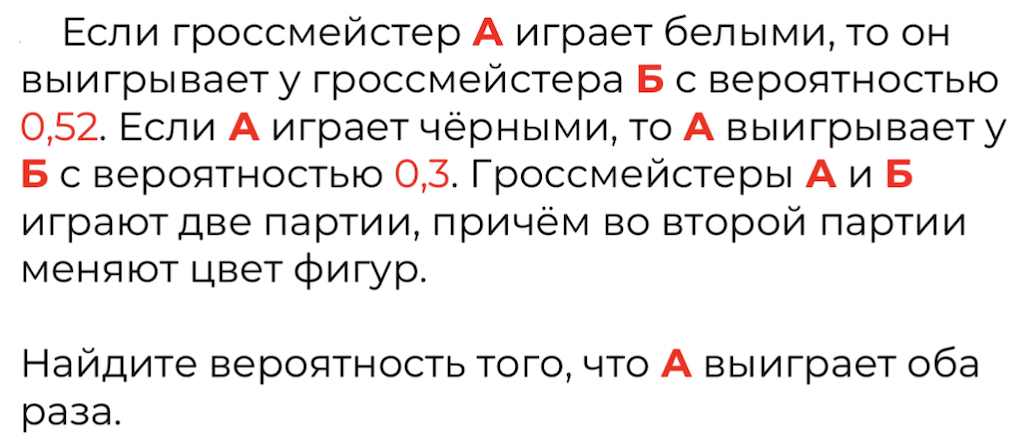 Если гроссмейстер А играет белыми, то он
выигрывает у гроссмейстера Б с вероятностью
0,52. Если А играет чёрными, то А выигрывает у
Б с вероятностью 0,3. Гроссмейстеры А и Б
играют две партии, причём во второй партии
меняют цвет фигур.
Найдите вероятность того, что А выиграет оба
раза.